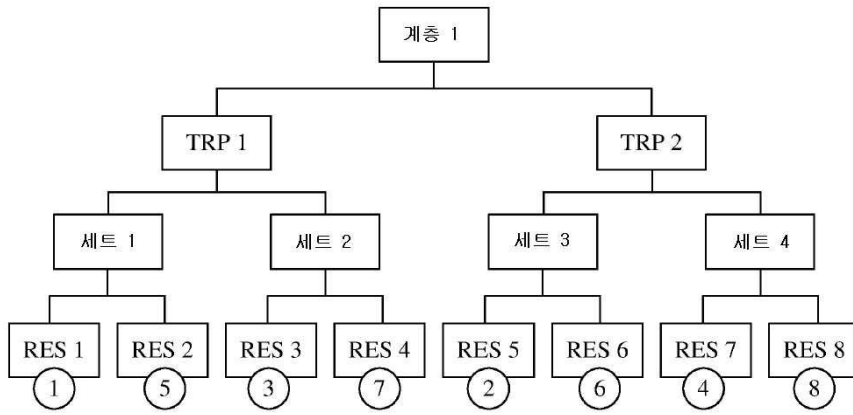 계층 1
TRP 1 TRP 2
세트 1 세트 2 세트 3 세트 4
RES 1 RES 2 RES 3 RES 4 RES 5 RES 6 RES 7 RES 8
1 5 3 7 2 6 4 8